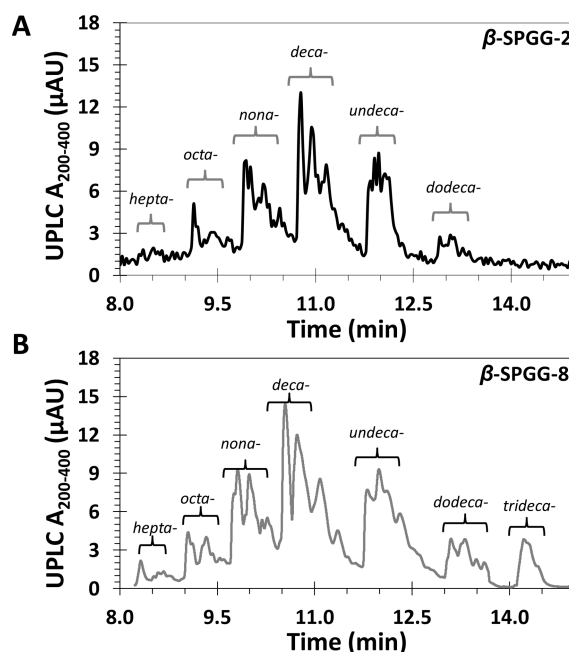 A
β-SPGG-2
UPLC A200-400 (µAU)
18
15
12
9
6
3
0
hepta-
octa-
nona-
deca-
undeca-
dodeca-
8.0 9.5 11.0 12.5 14.0
Time (min)
B
β-SPGG-8
UPLC A200-400 (µAU)
18
15
12
9
6
3
0
hepta-
octa-
nona-
deca-
undeca-
dodeca- trideca-
8.0 9.5 11.0 12.5 14.0
Time (min)